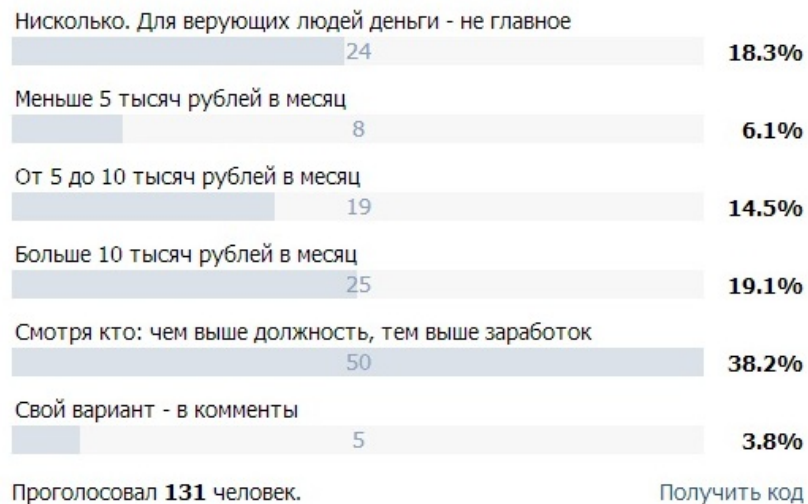 Нисколько. Для верующих людей деньги - не главное
24 18.3%
Меньше 5 тысяч рублей в месяц
8 6.1%
От 5 до 10 тысяч рублей в месяц
19 14.5%
Больше 10 тысяч рублей в месяц
25 19.1%
Смотря кто: чем выше должность, тем выше заработок
50 38.2%
Свой вариант - в комменты
5 3.8%
Проголосовал 131 человек. Получить код